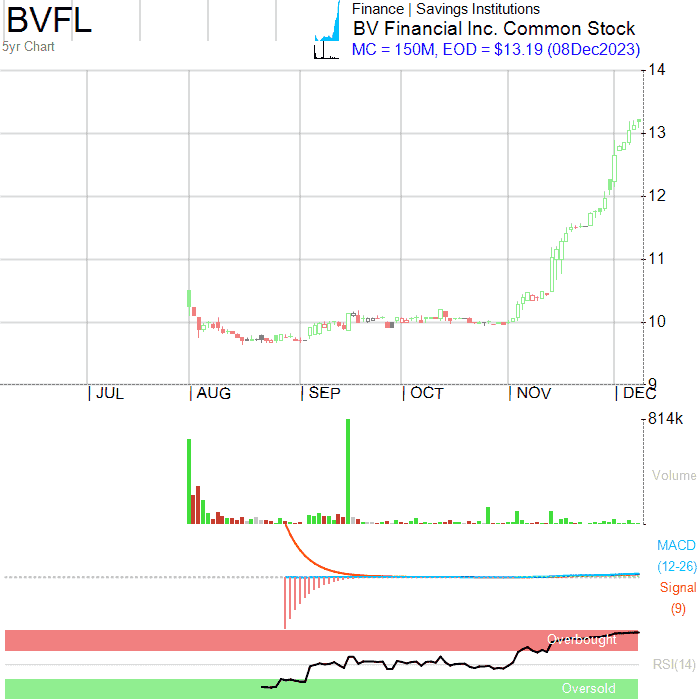 BVFL
5yr Chart
Finance | Savings Institutions
BV Financial Inc. Common Stock
MC = 150M, EOD = $13.19 (08Dec2023)
14
13
12
11
10
9
JUL
AUG
SEP
OCT
NOV
DEC
814k
Volume
MACD
(12-26)
Signal
(9)
Overbought
RSI(14)
Oversold